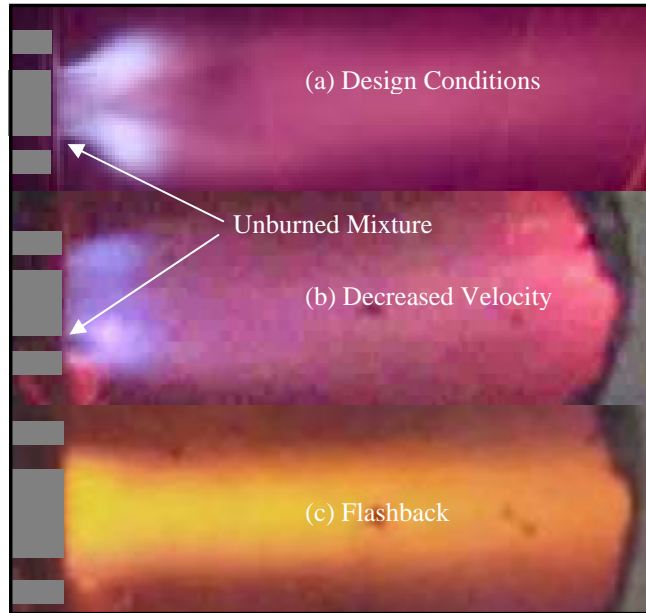 (a) Design Conditions
Unburned Mixture
(b) Decreased Velocity
(c) Flashback